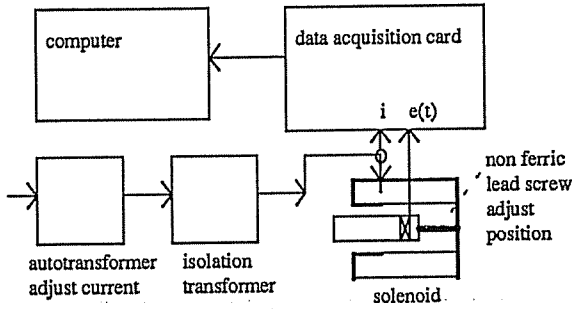 computer
data acquisition card
i e(t)
non ferric
lead screw
adjust
position
autotransformer
adjust current
isolation
transformer
solenoid